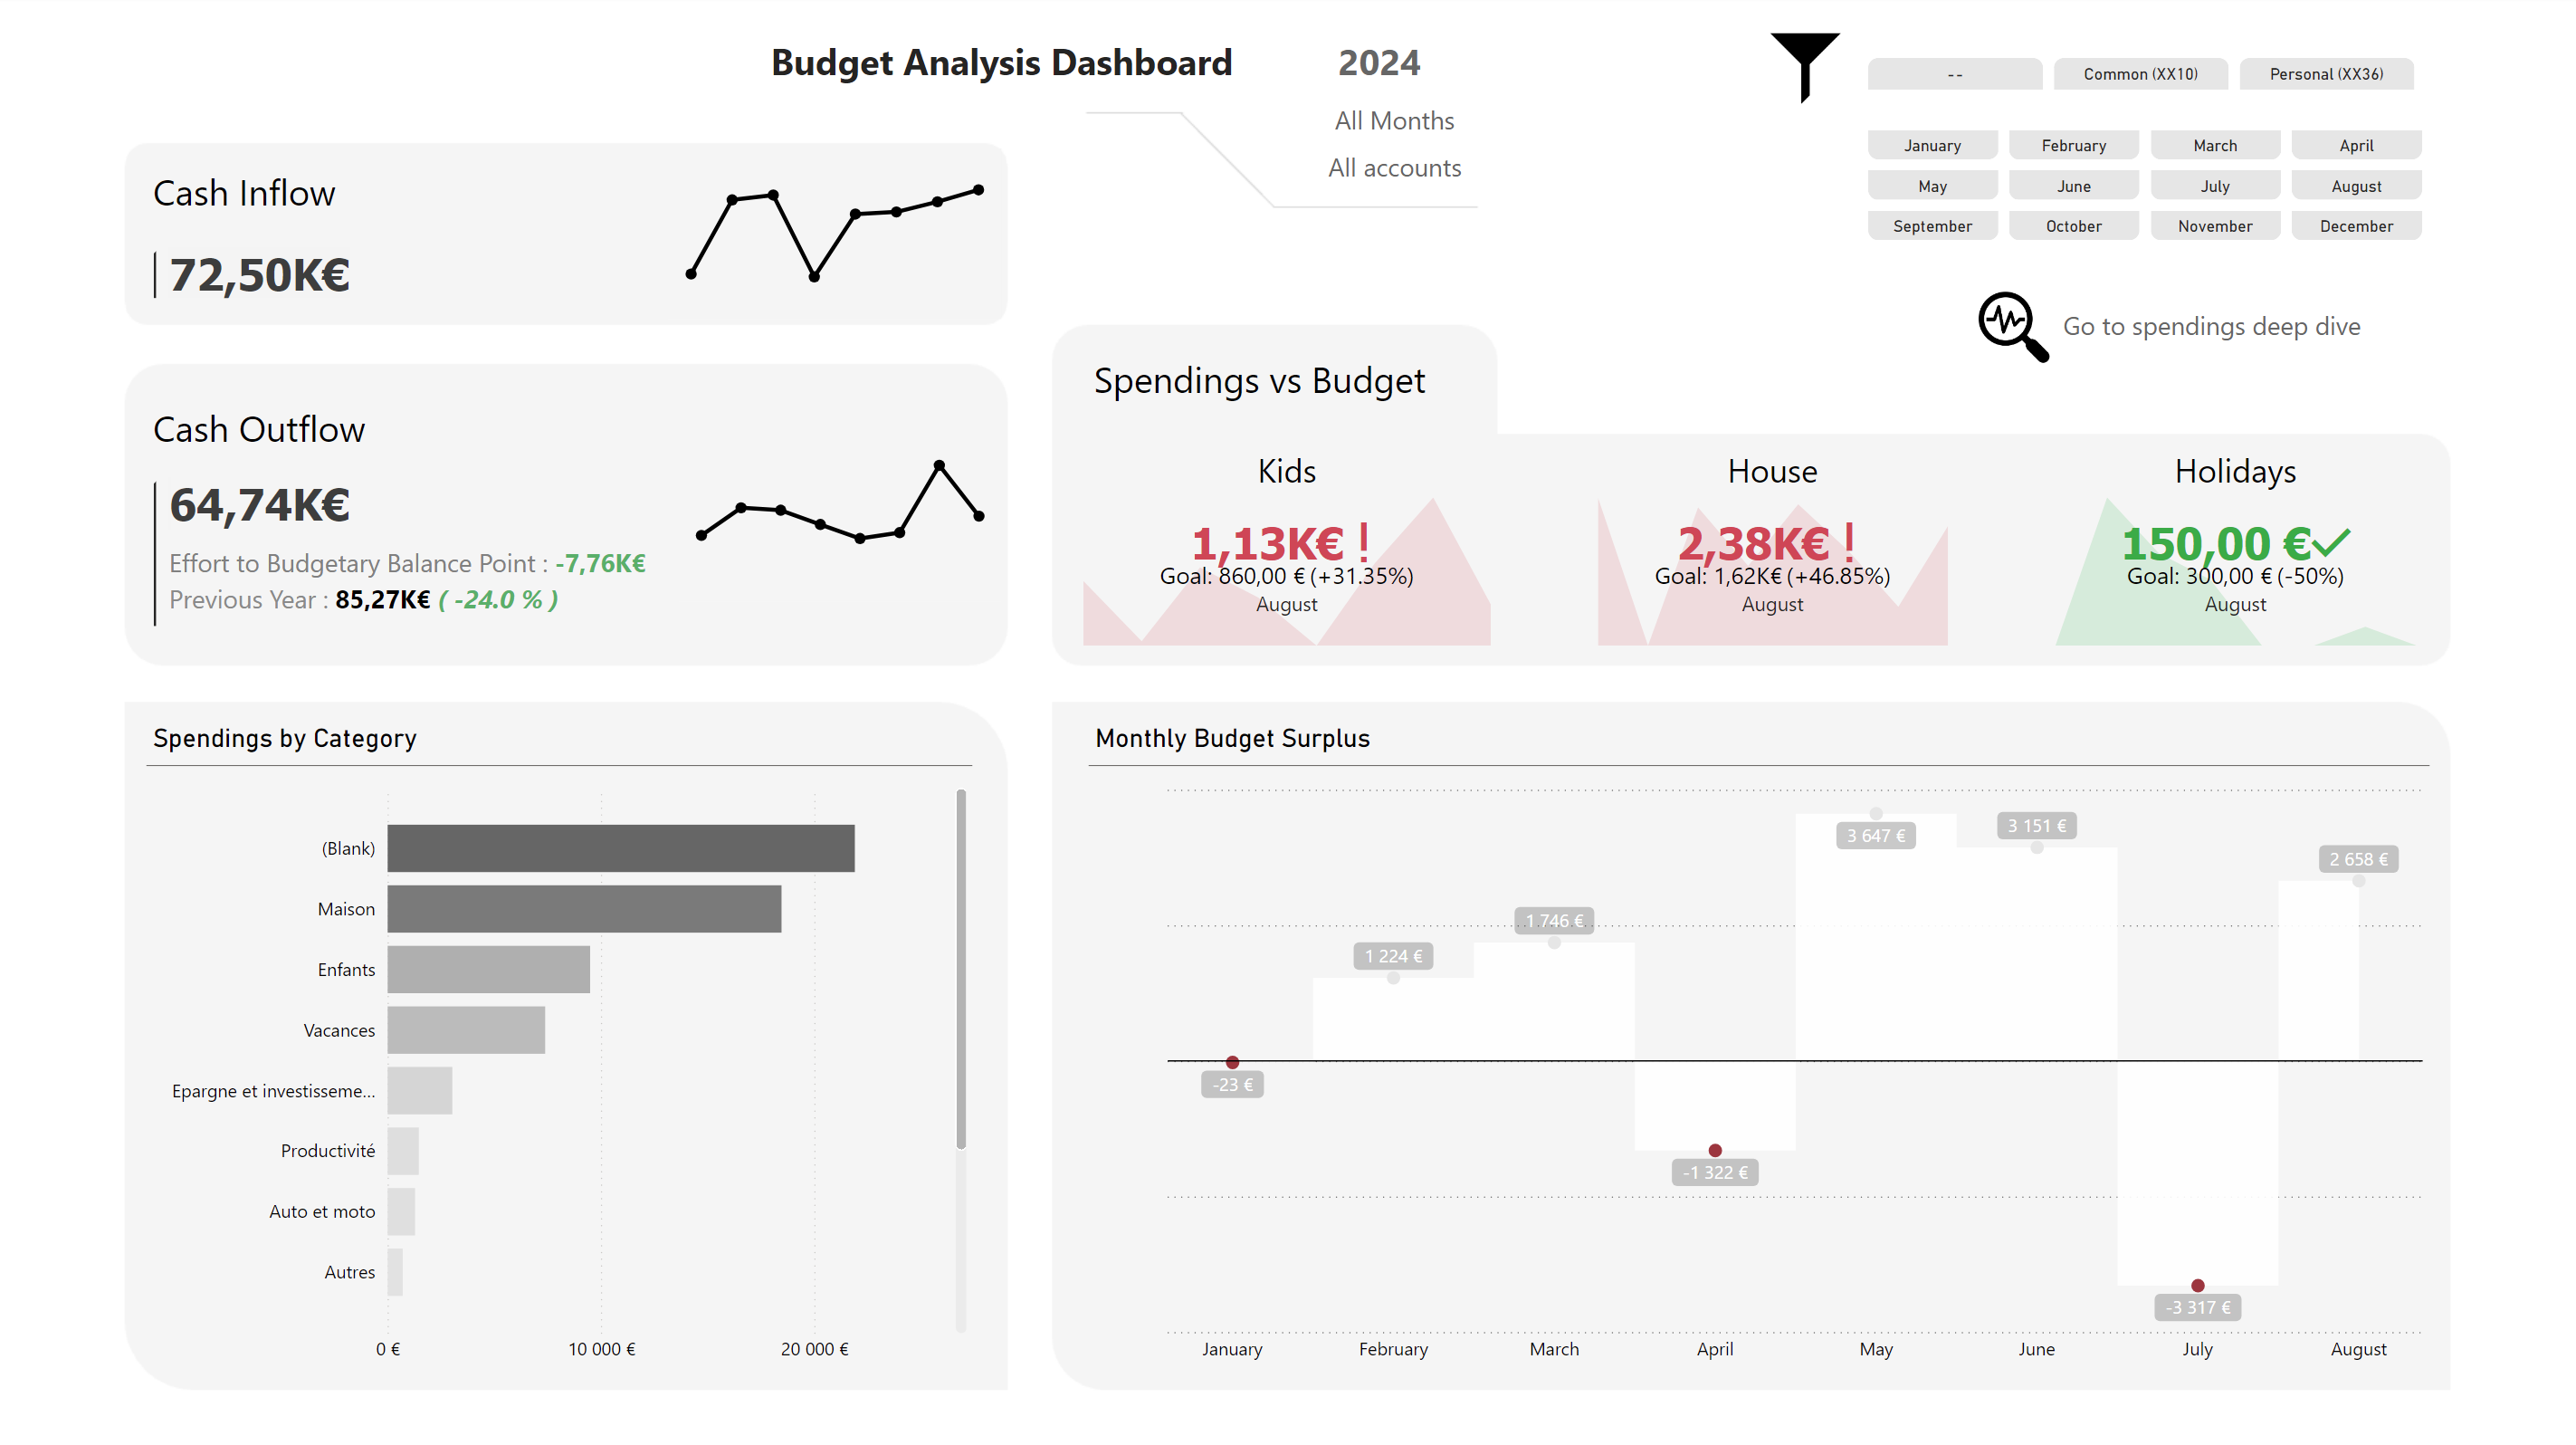 Budget Analysis Dashboard
2024
All Months
All accounts
--
Common (XX10)
Personal (XX36)
January
February
March
April
May
June
July
August
September
October
November
December
Go to spendings deep dive
Cash Inflow
72,50K€
Cash Outflow
64,74K€
Effort to Budgetary Balance Point : -7,76K€
Previous Year : 85,27K€ ( -24.0 % )
Spendings vs Budget
Kids
1,13K€ !
Goal: 860,00 € (+31.35%)
August
House
2,38K€ !
Goal: 1,62K€ (+46.85%)
August
Holidays
150,00 €
Goal: 300,00 € (-50%)
August
Spendings by Category
(Blank)
Maison
Enfants
Vacances
Epargne et investisseme...
Productivité
Auto et moto
Autres
0 €
10 000 €
20 000 €
Monthly Budget Surplus
-23 €
1 224 €
1 746 €
-1 322 €
3 647 €
3 151 €
-3 317 €
2 658 €
January
February
March
April
May
June
July
August